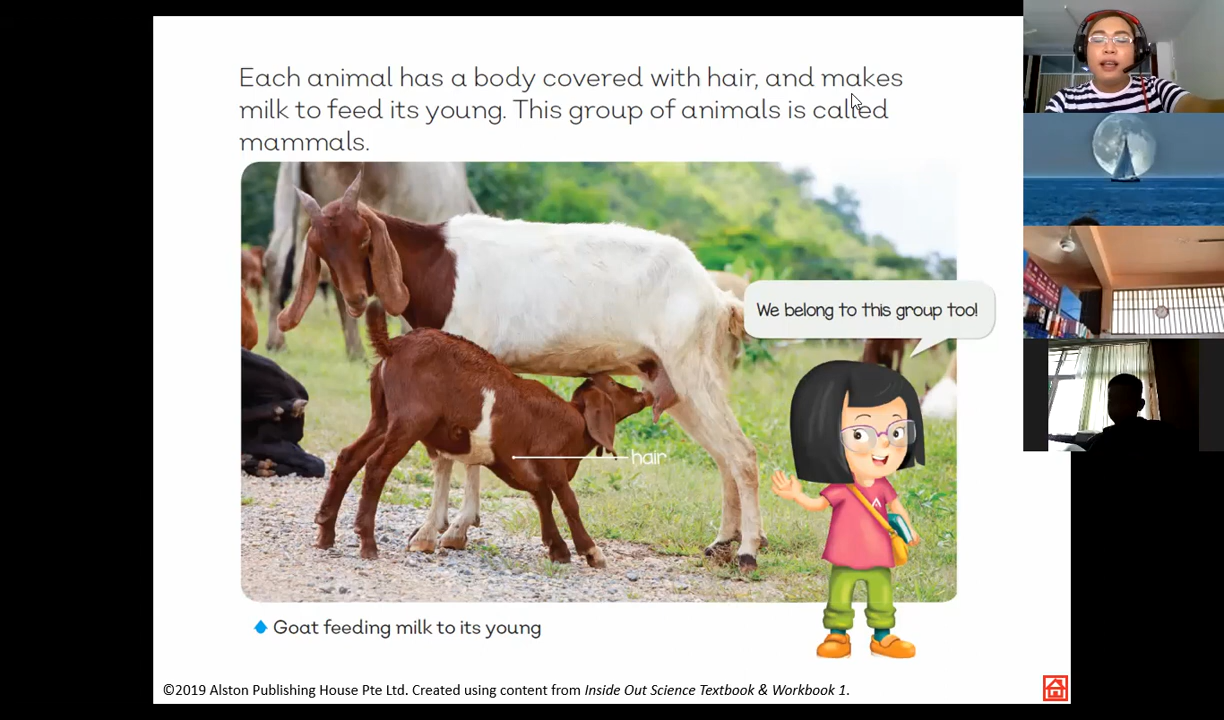 Each animal has a body covered with hair, and makes
milk to feed its young. This group of animals is called
mammals.
We belong to this group too!
hair
Goat feeding milk to its young
©2019 Alston Publishing House Pte Ltd. Created using content from Inside Out Science Textbook & Workbook 1.